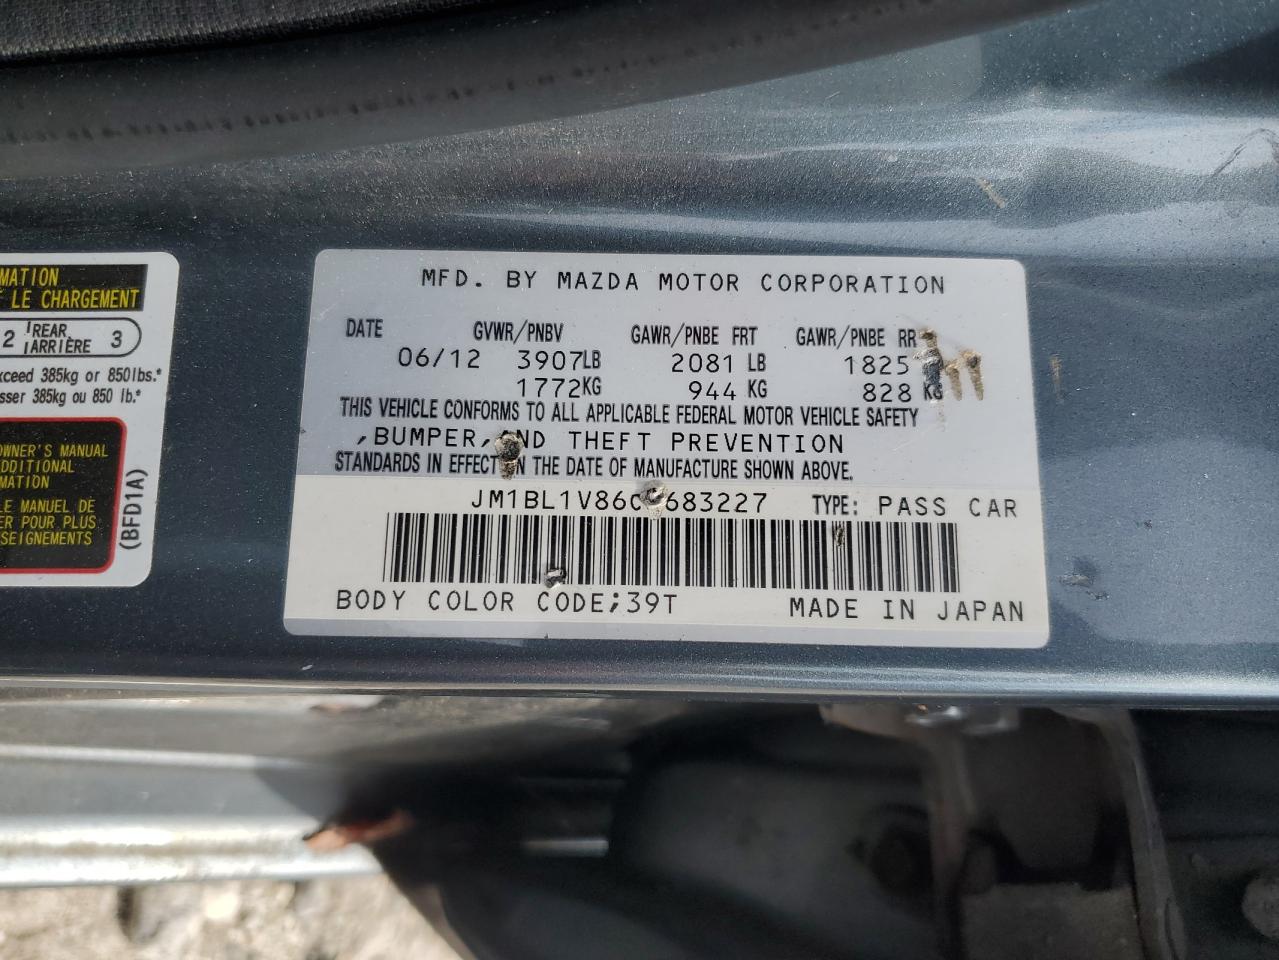 MATION
LE CHARGEMENT
2 REAR ARRIÈRE 3
xceed 385kg or 850lbs.*
sser 385kg ou 850 lb.*
OWNER'S MANUAL
ADDITIONAL
MATION
LE MANUEL DE
ER POUR PLUS
SEIGNEMENTS
(BFD1A)
MFD. BY MAZDA MOTOR CORPORATION
DATE GVWR/PNBV GAWR/PNBE FRT GAWR/PNBE RR
06/12 3907LB 2081 LB 1825
1772KG 944 KG 828 KG
THIS VEHICLE CONFORMS TO ALL APPLICABLE FEDERAL MOTOR VEHICLE SAFETY
,BUMPER, AND THEFT PREVENTION
STANDARDS IN EFFECT ON THE DATE OF MANUFACTURE SHOWN ABOVE.
TYPE: PASS CAR
BODY COLOR CODE;39T MADE IN JAPAN